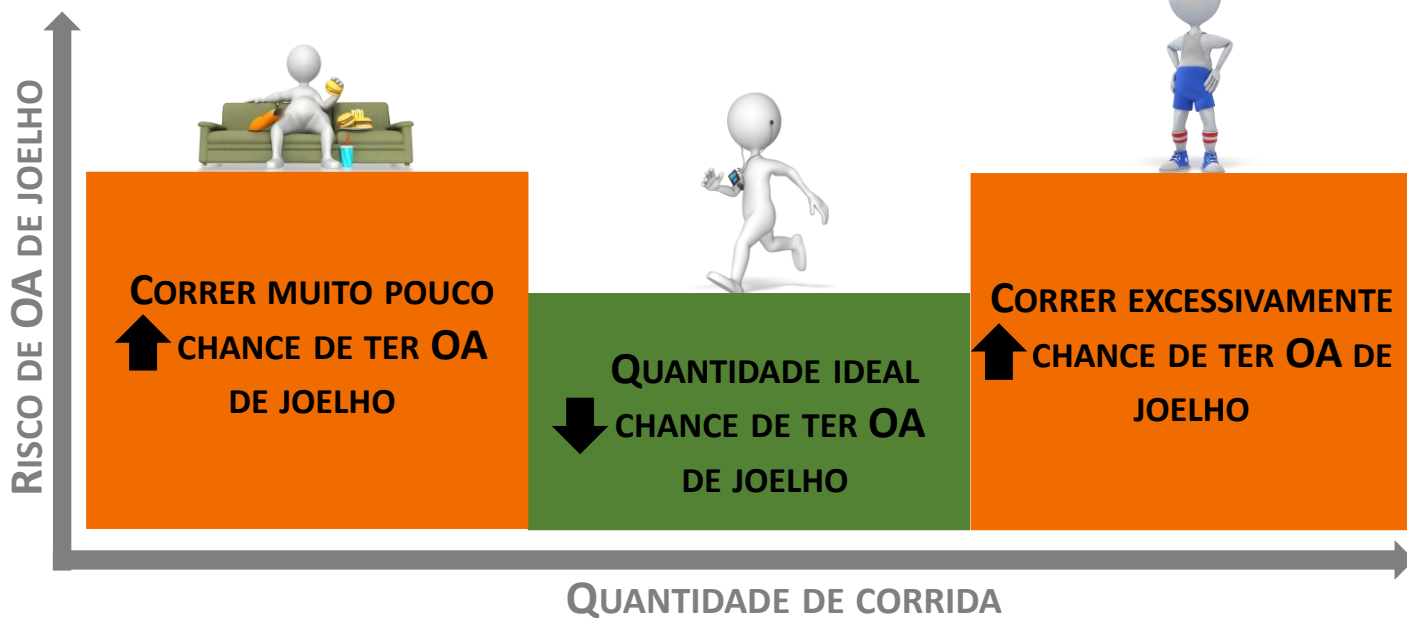 RISCO DE OA DE JOELHO
CORRER MUITO POUCO
CHANCE DE TER OA
DE JOELHO
QUANTIDADE IDEAL
CHANCE DE TER OA
DE JOELHO
CORRER EXCESSIVAMENTE
CHANCE DE TER OA DE
JOELHO
QUANTIDADE DE CORRIDA